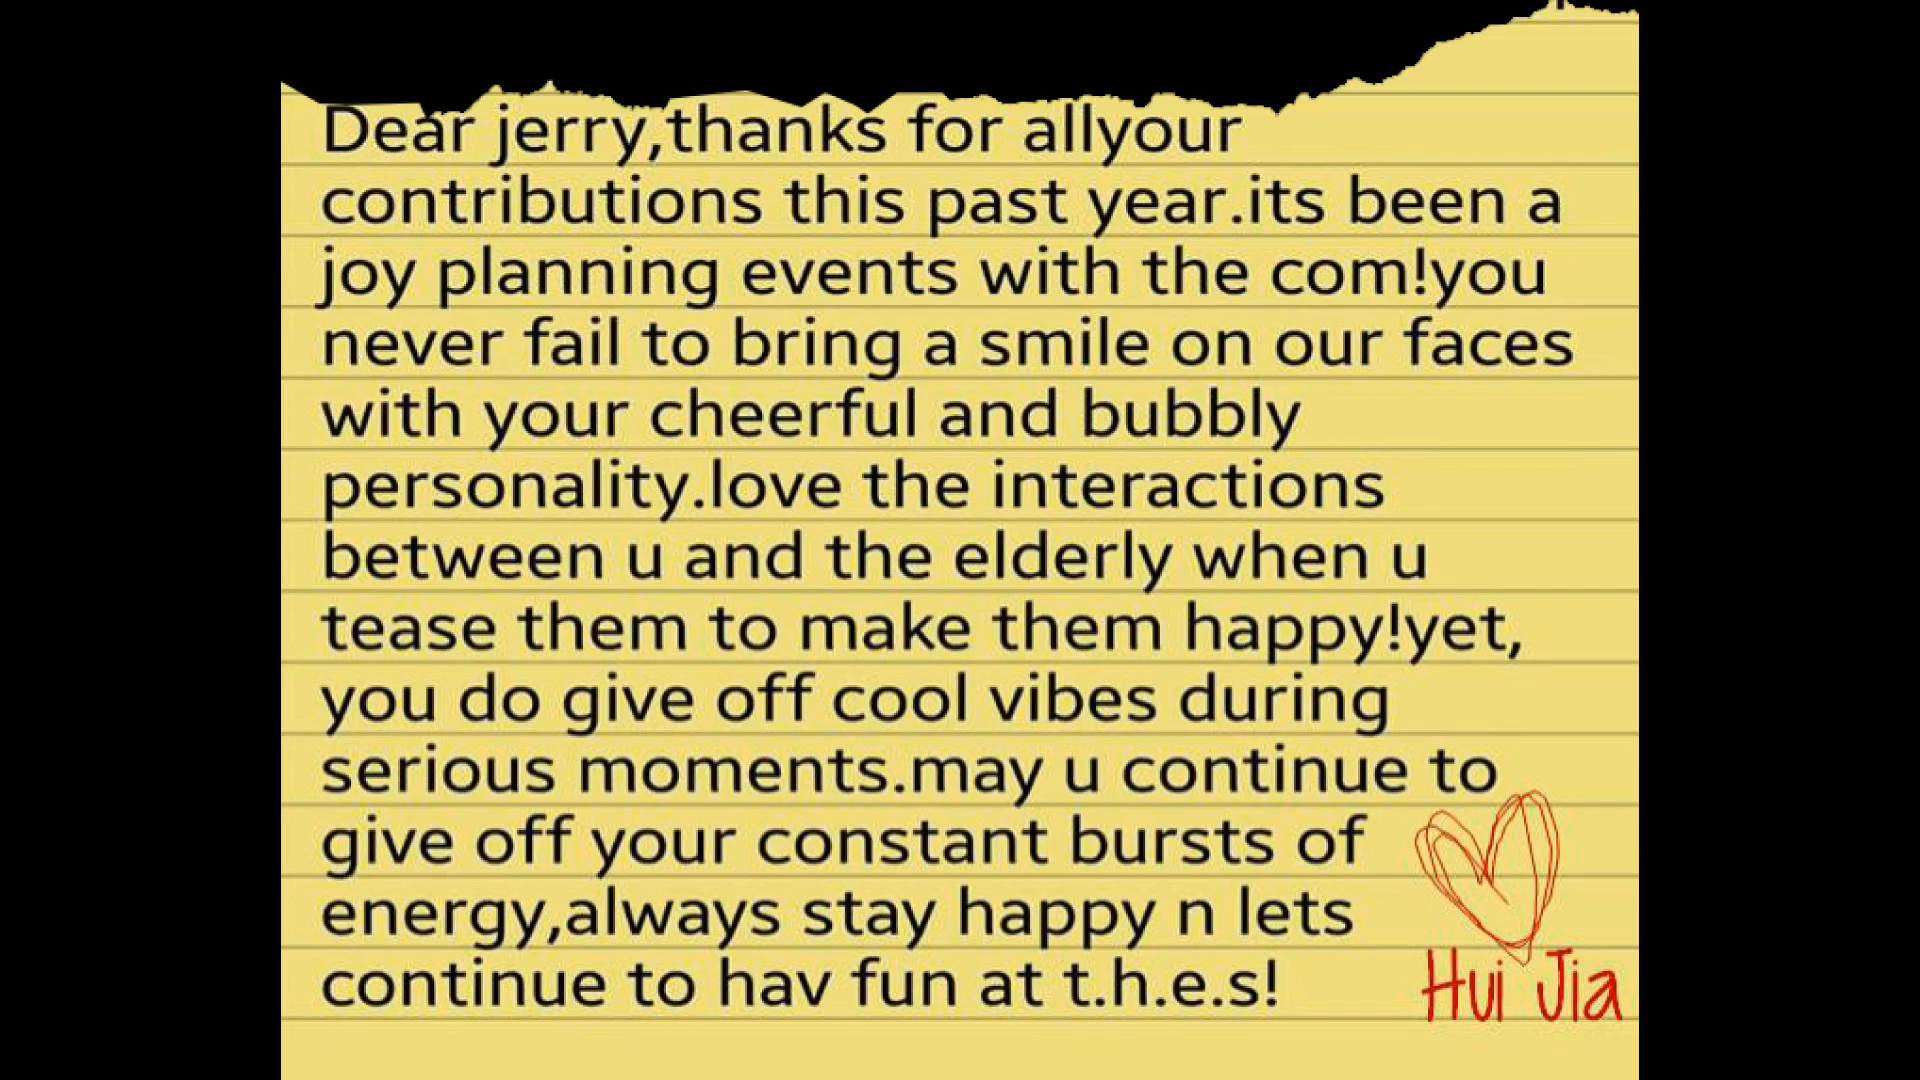 Dear jerry,thanks for allyour
contributions this past year.its been a
joy planning events with the com!you
never fail to bring a smile on our faces
with your cheerful and bubbly
personality.love the interactions
between u and the elderly when u
tease them to make them happy!yet,
you do give off cool vibes during
serious moments.may u continue to
give off your constant bursts of
energy,always stay happy n lets
continue to hav fun at t.h.e.s!
Hui Jia